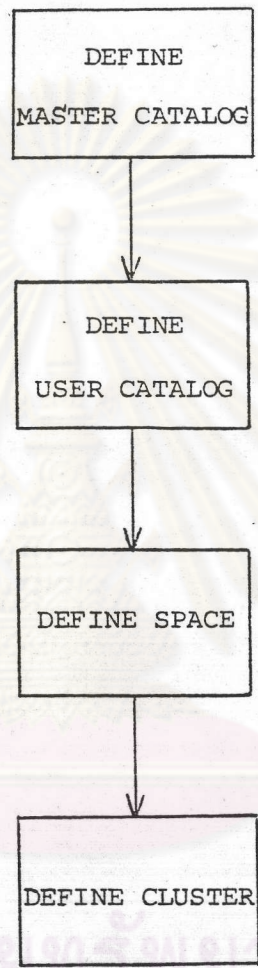 DEFINE
MASTER CATALOG
DEFINE
USER CATALOG
DEFINE SPACE
DEFINE CLUSTER